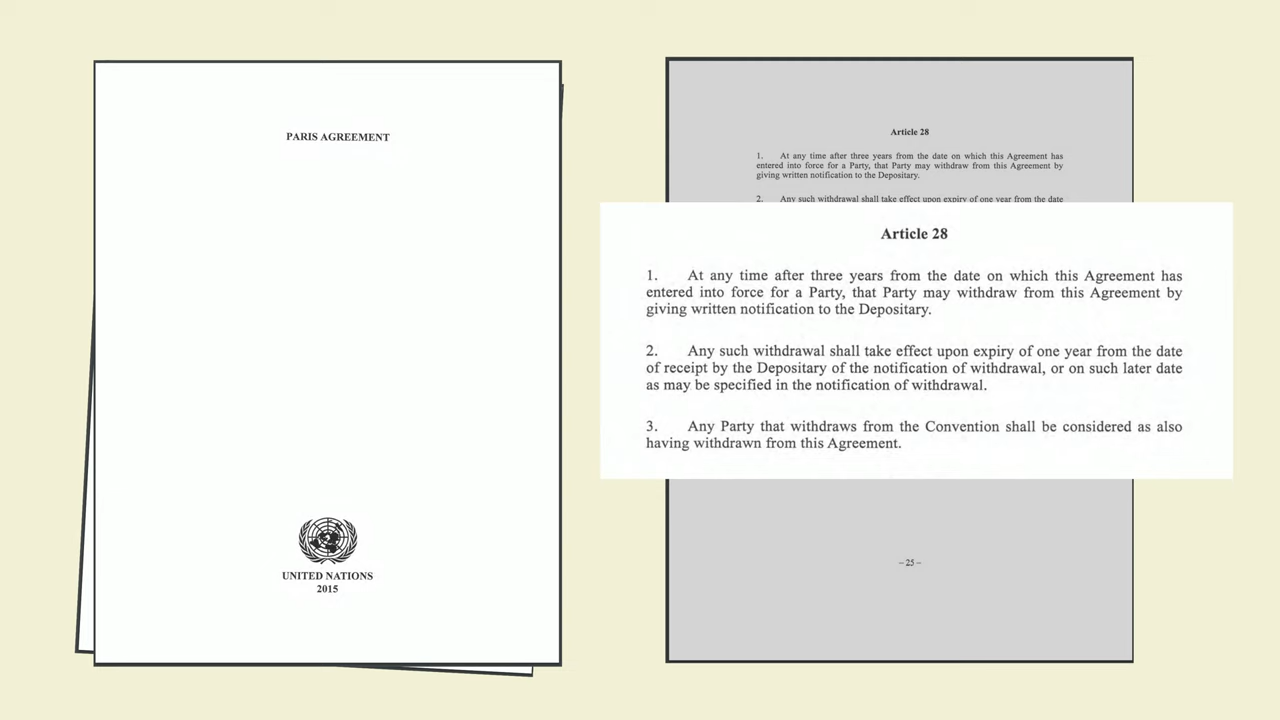 PARIS AGREEMENT
UNITED NATIONS
2015
Article 28
1. At any time after three years from the date on which this Agreement has
entered into force for a Party, that Party may withdraw from this Agreement by
giving written notification to the Depositary.
2. Any such withdrawal shall take effect upon expiry of one year from the date
Article 28
1. At any time after three years from the date on which this Agreement has
entered into force for a Party, that Party may withdraw from this Agreement by
giving written notification to the Depositary.
2. Any such withdrawal shall take effect upon expiry of one year from the date
of receipt by the Depositary of the notification of withdrawal, or on such later date
as may be specified in the notification of withdrawal.
3. Any Party that withdraws from the Convention shall be considered as also
having withdrawn from this Agreement.
– 25 –